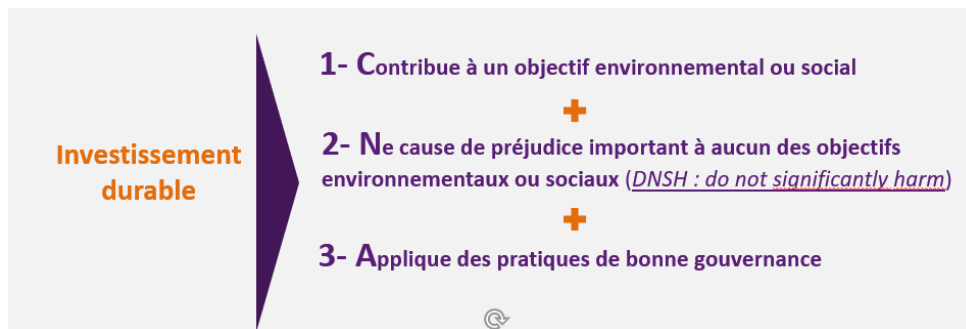 1- Contribue à un objectif environnemental ou social
+
2- Ne cause de préjudice important à aucun des objectifs
environnementaux ou sociaux (DNSH : do not significantly harm)
+
3- Applique des pratiques de bonne gouvernance
Investissement
durable